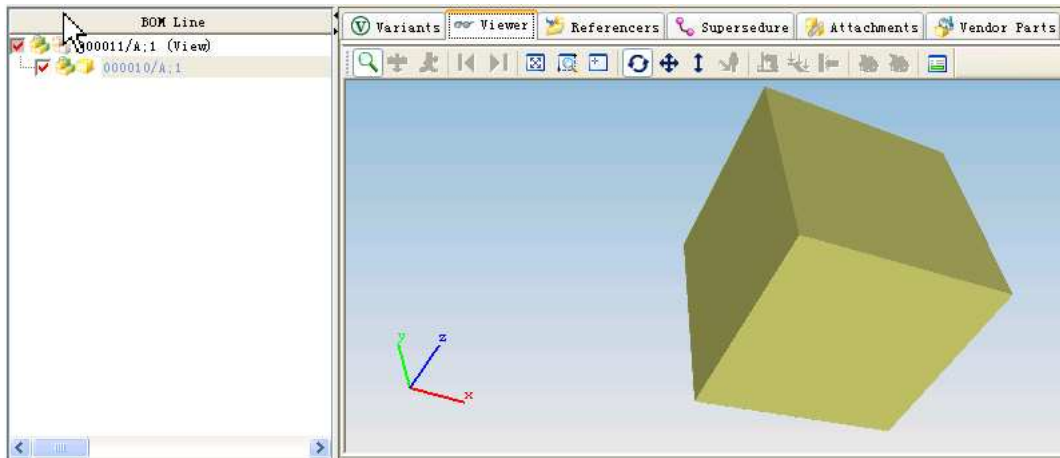 BOM Line
000011/A;1 (View)
000010/A;1
Variants Viewer Referencers Supersedure Attachments Vendor Parts
y
z
x